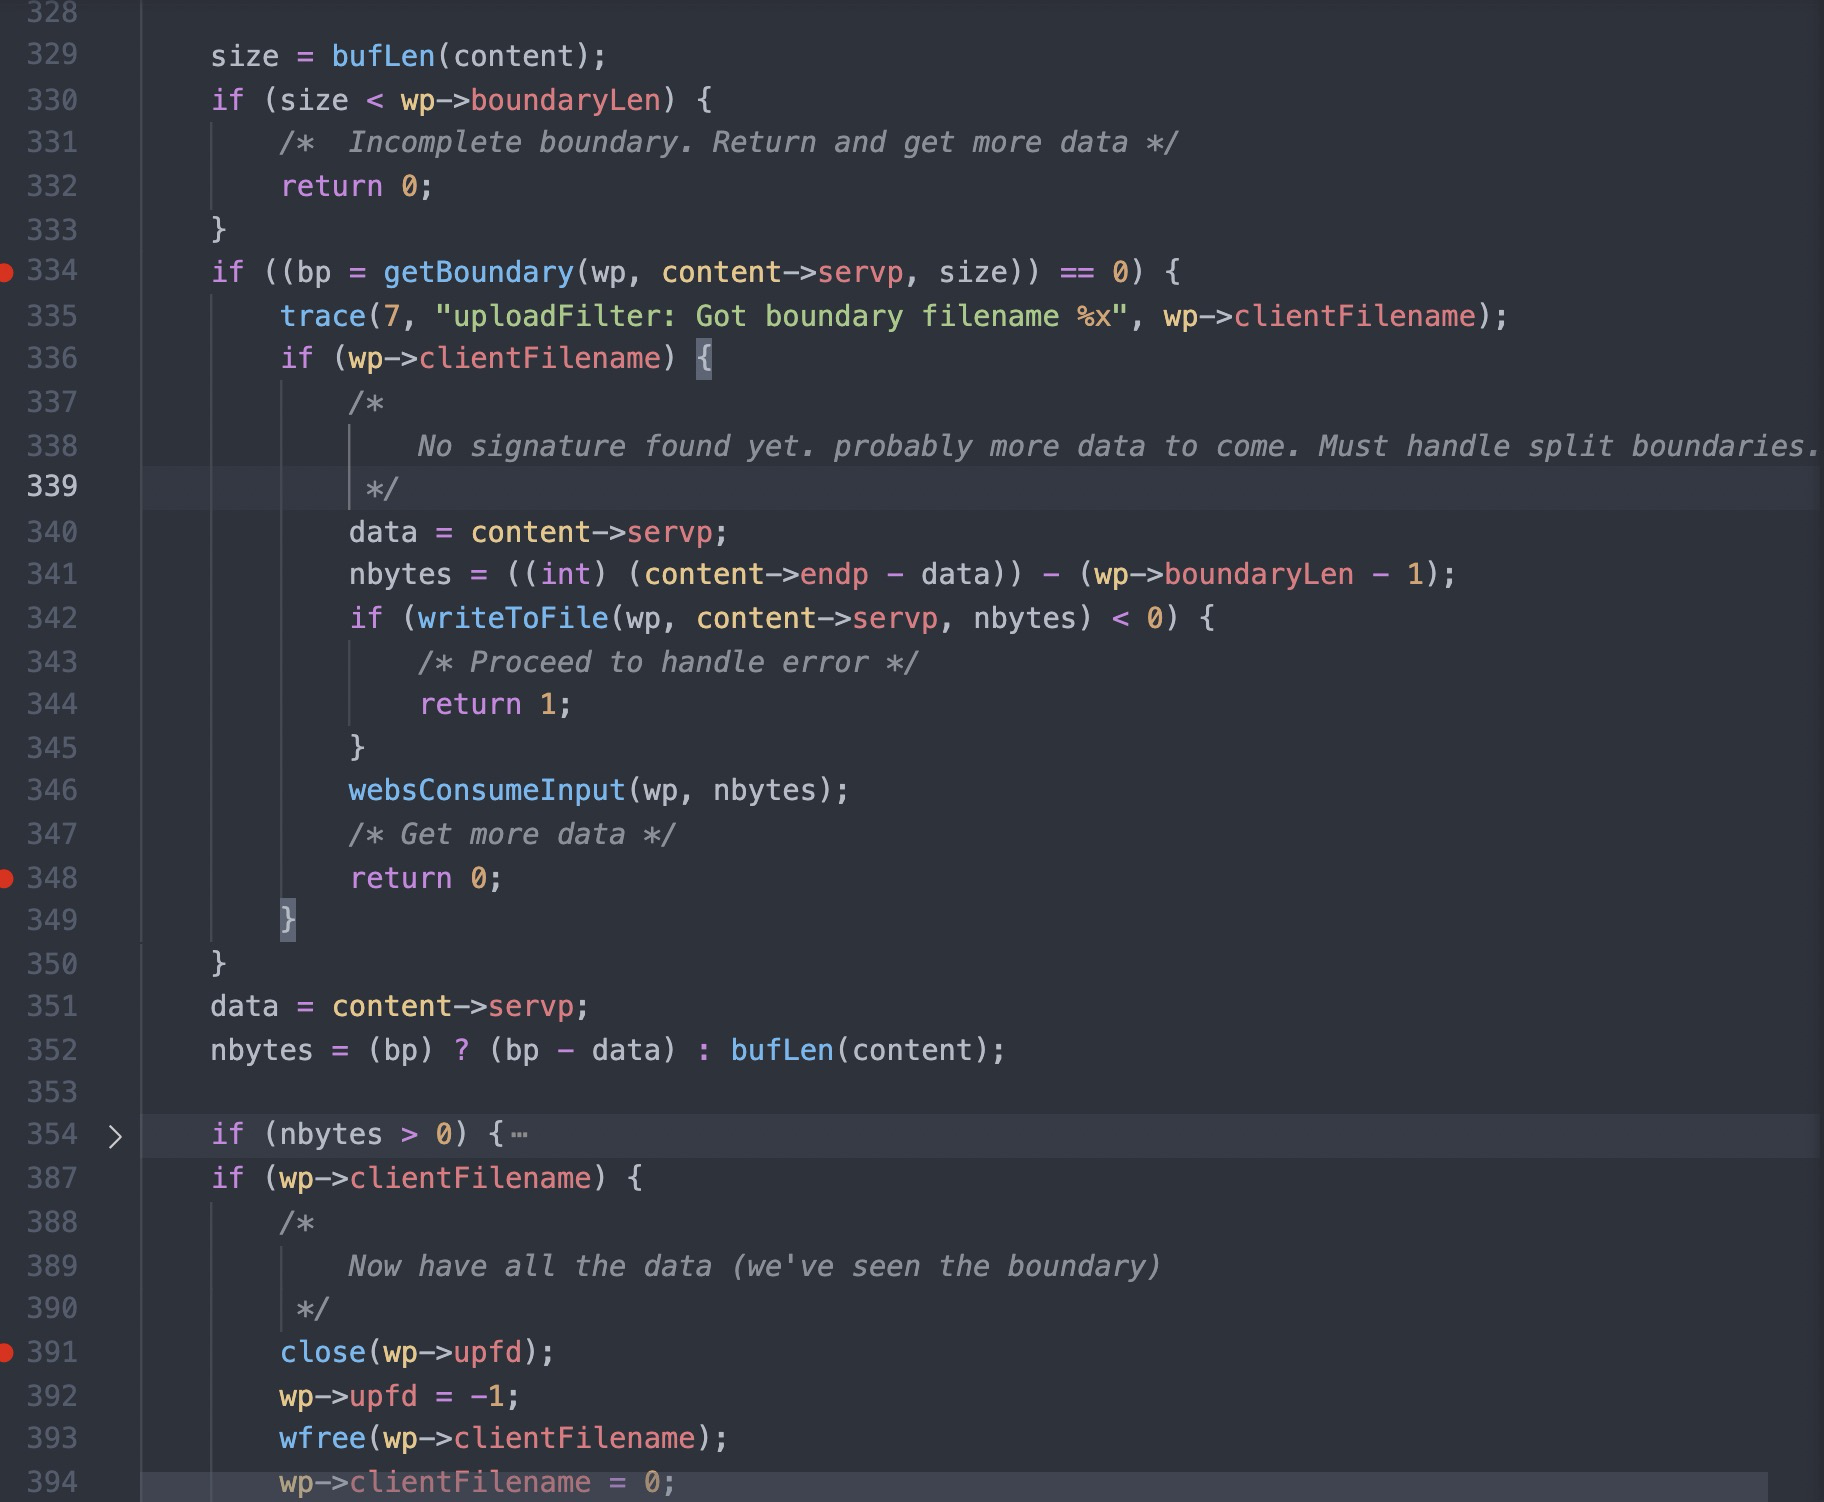 328
329 size = bufLen(content);
330 if (size < wp->boundaryLen) {
331 /*  Incomplete boundary. Return and get more data */
332 return 0;
333 }
334 if ((bp = getBoundary(wp, content->servp, size)) == 0) {
335 trace(7, "uploadFilter: Got boundary filename %x", wp->clientFilename);
336 if (wp->clientFilename) {
337 /*
338 No signature found yet. probably more data to come. Must handle split boundaries.
339 */
340 data = content->servp;
341 nbytes = ((int) (content->endp - data)) - (wp->boundaryLen - 1);
342 if (writeToFile(wp, content->servp, nbytes) < 0) {
343 /* Proceed to handle error */
344 return 1;
345 }
346 websConsumeInput(wp, nbytes);
347 /* Get more data */
348 return 0;
349 }
350 }
351 data = content->servp;
352 nbytes = (bp) ? (bp - data) : bufLen(content);
353
354 if (nbytes > 0) {⋯
387 if (wp->clientFilename) {
388 /*
389 Now have all the data (we've seen the boundary)
390 */
391 close(wp->upfd);
392 wp->upfd = -1;
393 wfree(wp->clientFilename);
394 wp->clientFilename = 0;